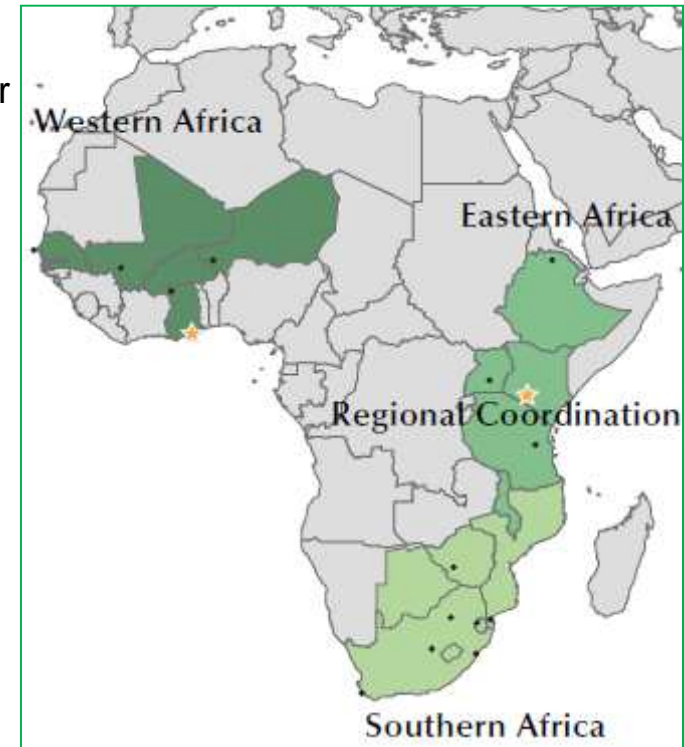 r
Western Africa
Eastern Africa
Regional Coordination
Southern Africa